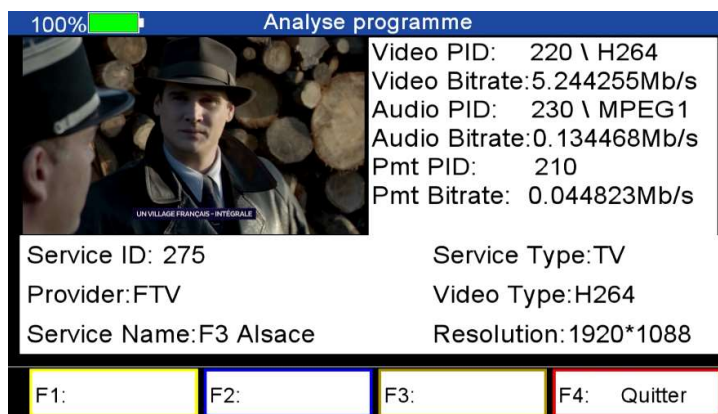 100% Analyse programme
Video PID: 220 \ H264
Video Bitrate:5.244255Mb/s
Audio PID: 230 \ MPEG1
Audio Bitrate:0.134468Mb/s
Pmt PID: 210
Pmt Bitrate: 0.044823Mb/s
UN VILLAGE FRANÇAIS - INTÉGRALE
Service ID: 275 Service Type:TV
Provider:FTV Video Type:H264
Service Name:F3 Alsace Resolution:1920*1088
F1: F2: F3: F4: Quitter